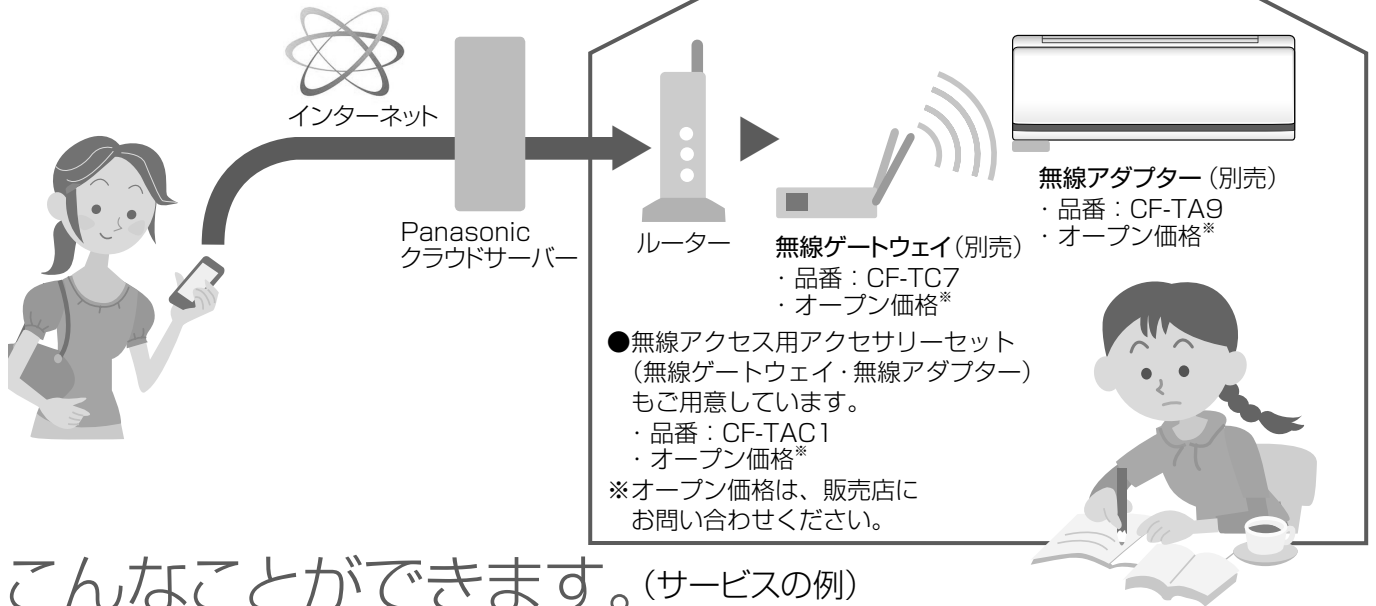 インターネット
Panasonic
クラウドサーバー
ルーター
無線ゲートウェイ(別売)
・品番：CF-TC7
・オープン価格※
無線アダプター(別売)
・品番：CF-TA9
・オープン価格※
●無線アクセス用アクセサリーセット
(無線ゲートウェイ・無線アダプター)
もご用意しています。
・品番：CF-TAC1
・オープン価格※
※オープン価格は、販売店に
お問い合わせください。
こんなことができます。(サービスの例)